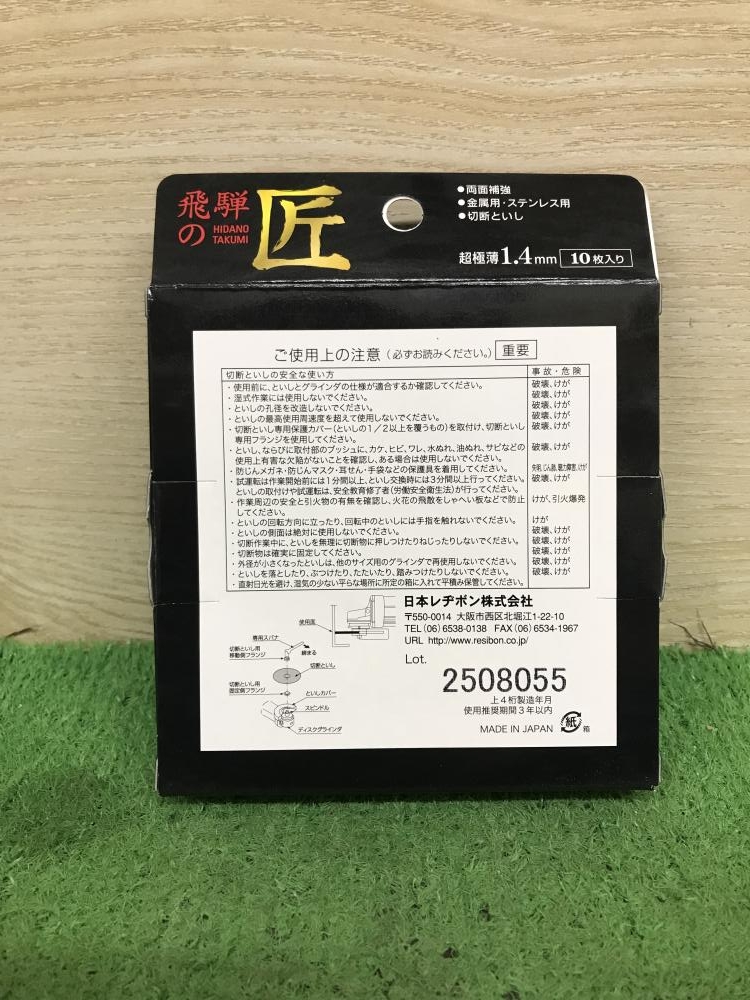 飛騨の
HIDANO
TAKUMI
匠
●両面補強
●金属用・ステンレス用
●切断といし
超極薄1.4mm 10枚入り
ご使用上の注意(必ずお読みください。) 重要
切断といしの安全な使い方 事故・危険
・使用前に、といしとグラインダの仕様が適合するか確認してください。 破壊、けが
・湿式作業には使用しないでください。 破壊、けが
・といしの孔径を改造しないでください。 破壊、けが
・といしの最高使用周速度を超えて使用しないでください。 破壊、けが
・切断といし専用保護カバー(といしの1/2以上を覆うもの)を取付け、切断といし 破壊、けが
専用フランジを使用してください。
・といし、ならびに取付部のブッシュに、カケ、ヒビ、ワレ、水ぬれ、油ぬれ、サビなどの 破壊、けが
使用上有害な欠陥がないことを確認し、ある場合は使用しないでください。
・防じんメガネ・防じんマスク・耳せん・手袋などの保護具を着用してください。 失明、じん肺、聴力障害、けが
・試運転は作業開始前には1分間以上、といし交換時には3分間以上行ってください。 破壊、けが
といしの取付けや試運転は、安全教育修了者(労働安全衛生法)が行ってください。
・作業周辺の安全と引火物の有無を確認し、火花の飛散をしゃへい板などで防止 けが、引火爆発
してください。
・といしの回転方向に立ったり、回転中のといしには手指を触れないでください。 けが
・といしの側面は絶対に使用しないでください。 破壊、けが
・切断作業中に、といしを無理に切断物に押しつけたりねじったりしないでください。 破壊、けが
・切断物は確実に固定してください。 破壊、けが
・外径が小さくなったといしは、他のサイズ用のグラインダで再使用しないでください。 破壊、けが
・といしを落としたり、ぶつけたり、たたいたり、踏みつけたりしないでください。 破壊、けが
・直射日光を避け、湿気の少ない平らな場所に所定の箱に入れて平積み保管してください。
使用面
専用スパナ
締まる
切断といし用
移動側フランジ
切断といし
切断といし用
固定側フランジ
といしカバー
スピンドル
ディスクグラインダ
日本レヂボン株式会社
〒550-0014 大阪市西区北堀江1-22-10
TEL(06)6538-0138 FAX(06)6534-1967
URL http://www.resibon.co.jp/
Lot.
2508055
上4桁製造年月
使用推奨期間3年以内
MADE IN JAPAN 紙 箱